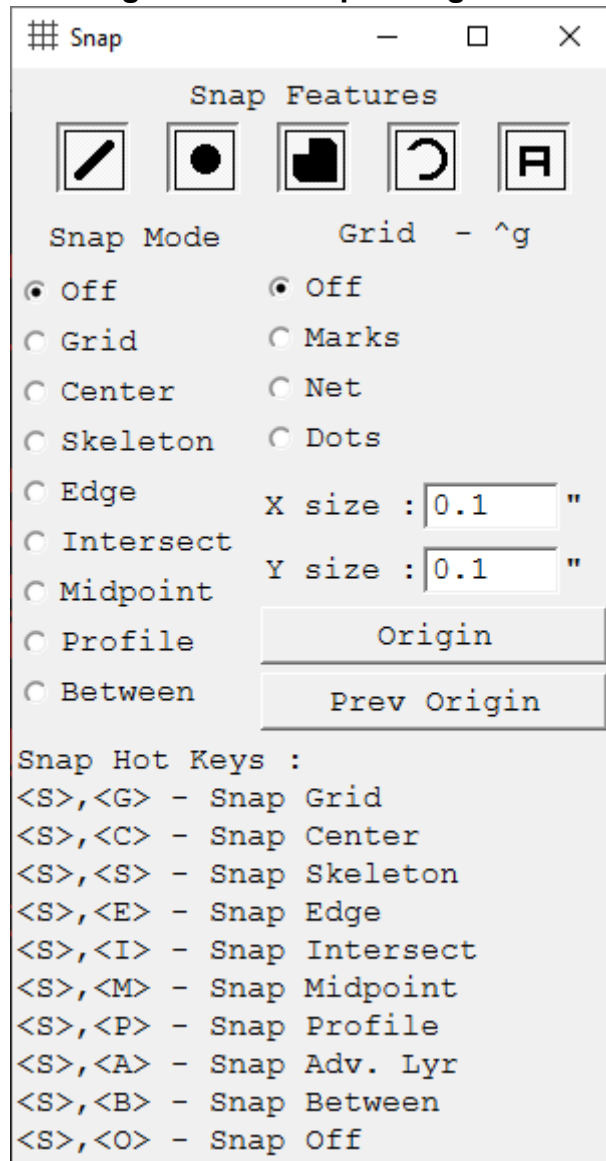 Snap
Snap Features
Snap Mode
Off
Grid
Center
Skeleton
Edge
Intersect
Midpoint
Profile
Between
Grid - ^g
Off
Marks
Net
Dots
X size : 0.1 "
Y size : 0.1 "
Origin
Prev Origin
Snap Hot Keys :
<S>,<G> - Snap Grid
<S>,<C> - Snap Center
<S>,<S> - Snap Skeleton
<S>,<E> - Snap Edge
<S>,<I> - Snap Intersect
<S>,<M> - Snap Midpoint
<S>,<P> - Snap Profile
<S>,<A> - Snap Adv. Lyr
<S>,<B> - Snap Between
<S>,<O> - Snap Off